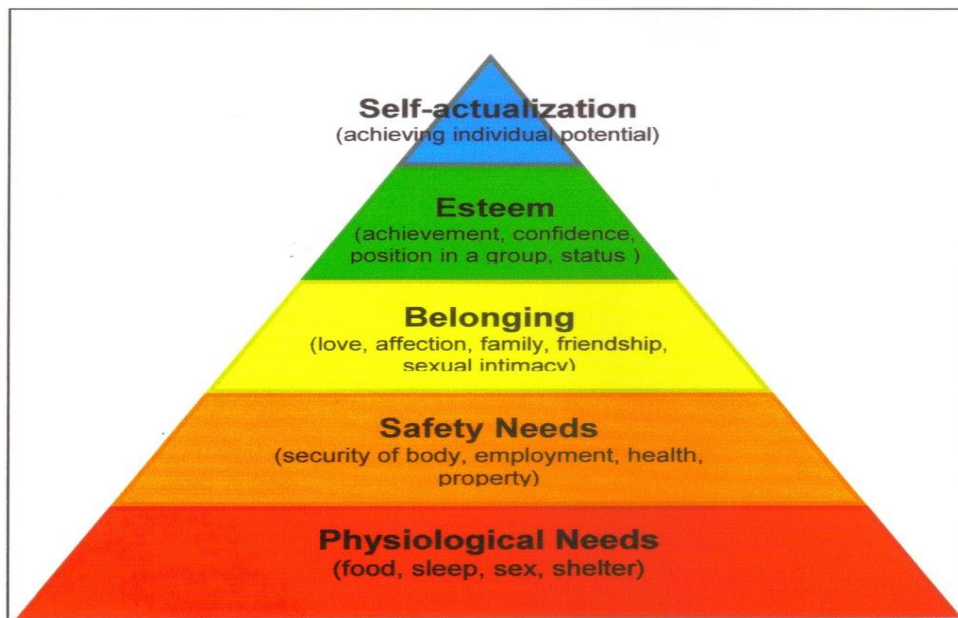 Self-actualization
(achieving individual potential)
Esteem
(achievement, confidence,
position in a group, status )
Belonging
(love, affection, family, friendship,
sexual intimacy)
Safety Needs
(security of body, employment, health,
property)
Physiological Needs
(food, sleep, sex, shelter)